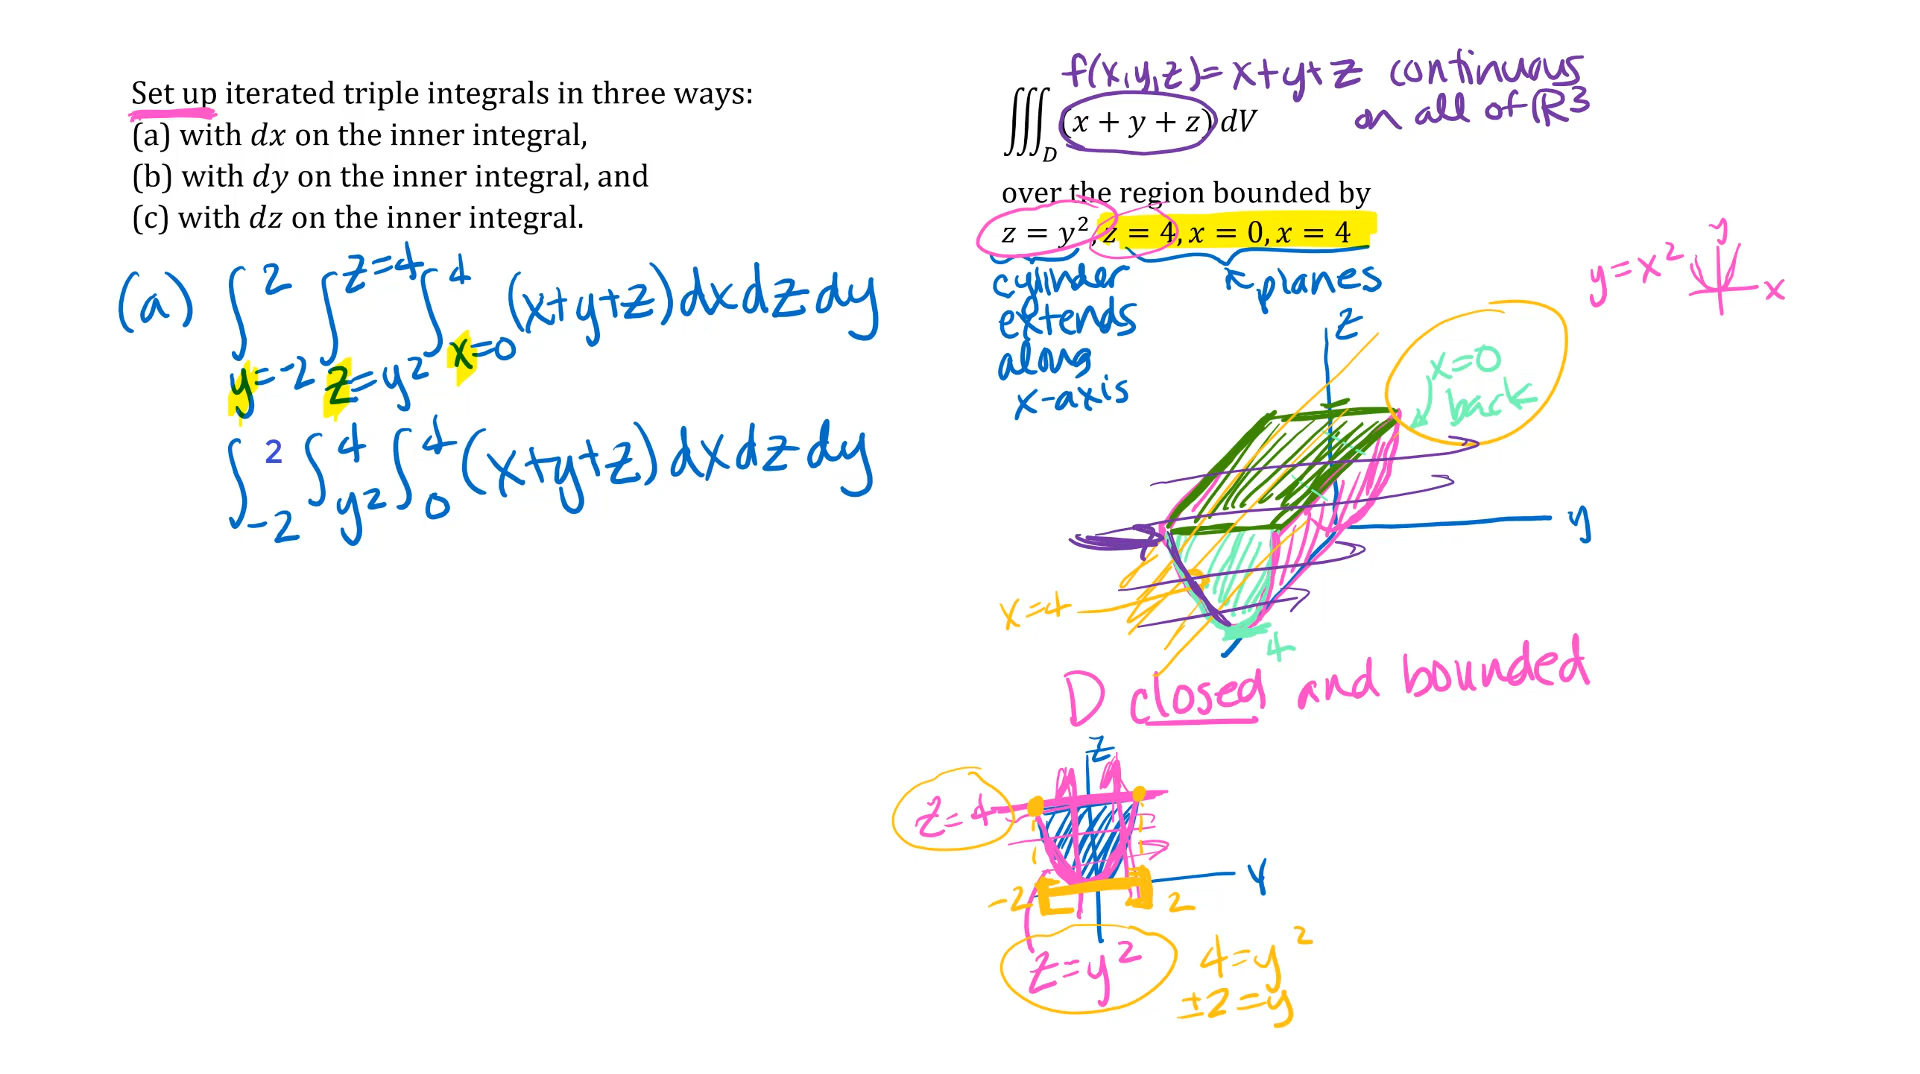 Set up iterated triple integrals in three ways:
(a) with dx on the inner integral,
(b) with dy on the inner integral, and
(c) with dz on the inner integral.
(a) ∫_{y=-2}^{2} ∫_{z=y²}^{z=4} ∫_{x=0}^{4} (x+y+z) dx dz dy
∫_{-2}^{2} ∫_{y²}^{4} ∫_{0}^{4} (x+y+z) dx dz dy
f(x,y,z)= x+y+z continuous
on all of ℝ3
∭_D (x + y + z) dV
over the region bounded by
z = y², z = 4, x = 0, x = 4
cylinder
extends
along
x-axis
planes
y=x²
y
x
z
x=0
back
y
x=4
4
D closed and bounded
z
z=4
y
-2
2
z=y²
4=y²
±2=y